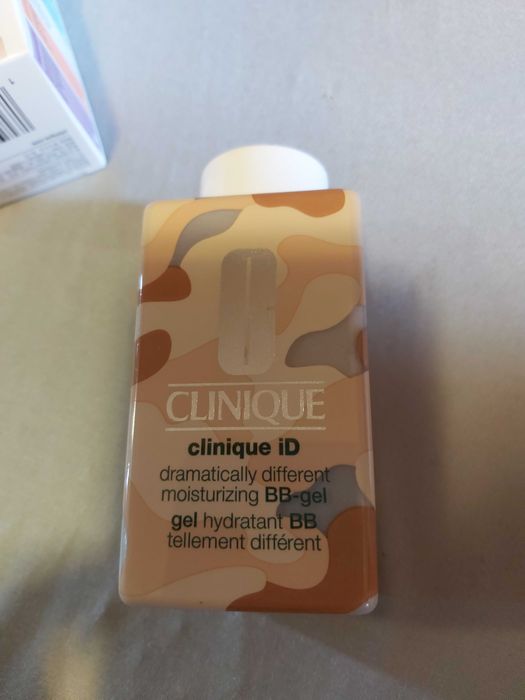 CLINIQUE
clinique iD
dramatically different
moisturizing BB-gel
gel hydratant BB
tellement différent